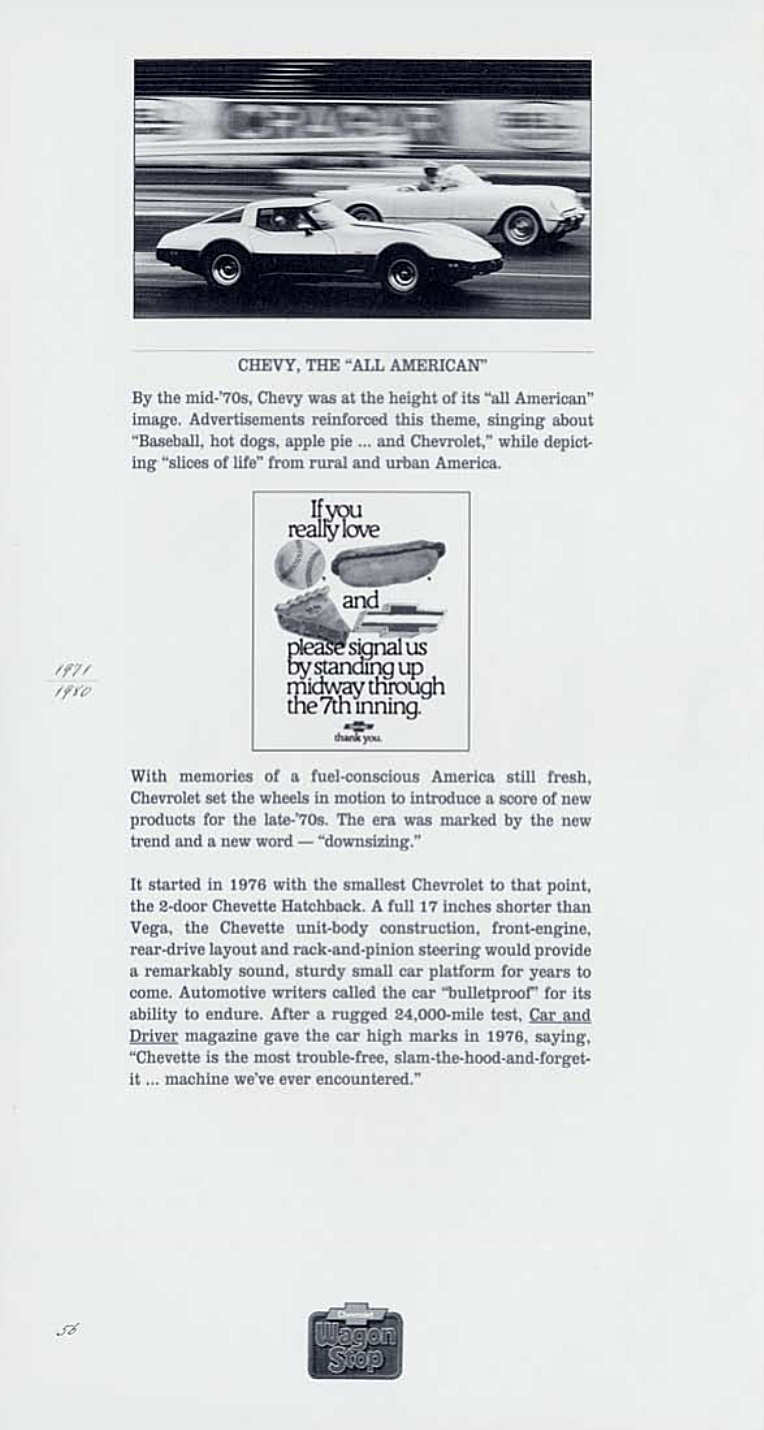 CHEVY, THE “ALL AMERICAN”
By the mid-’70s, Chevy was at the height of its “all American”
image. Advertisements reinforced this theme, singing about
“Baseball, hot dogs, apple pie ... and Chevrolet,” while depict-
ing “slices of life” from rural and urban America.
If you
really love
, ,
and
please signal us
by standing up
midway through
the 7th inning.
thank you.
1971
1980
With memories of a fuel-conscious America still fresh,
Chevrolet set the wheels in motion to introduce a score of new
products for the late-’70s. The era was marked by the new
trend and a new word — “downsizing.”
It started in 1976 with the smallest Chevrolet to that point,
the 2-door Chevette Hatchback. A full 17 inches shorter than
Vega, the Chevette unit-body construction, front-engine,
rear-drive layout and rack-and-pinion steering would provide
a remarkably sound, sturdy small car platform for years to
come. Automotive writers called the car “bulletproof” for its
ability to endure. After a rugged 24,000-mile test, Car and
Driver magazine gave the car high marks in 1976, saying,
“Chevette is the most trouble-free, slam-the-hood-and-forget-
it ... machine we’ve ever encountered.”
56
Wagon
Stop